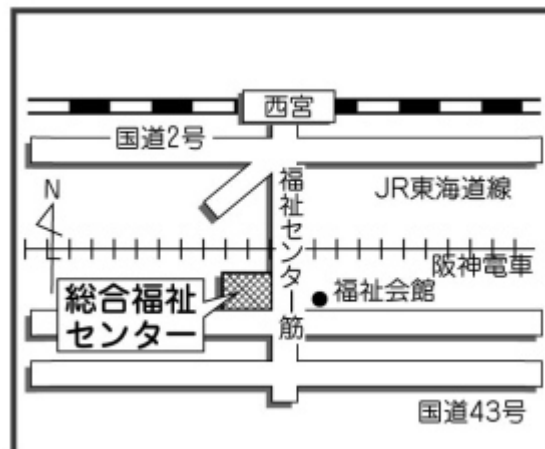 西宮
国道2号
JR東海道線
N
福祉センター筋
阪神電車
福祉会館
総合福祉
センター
国道43号